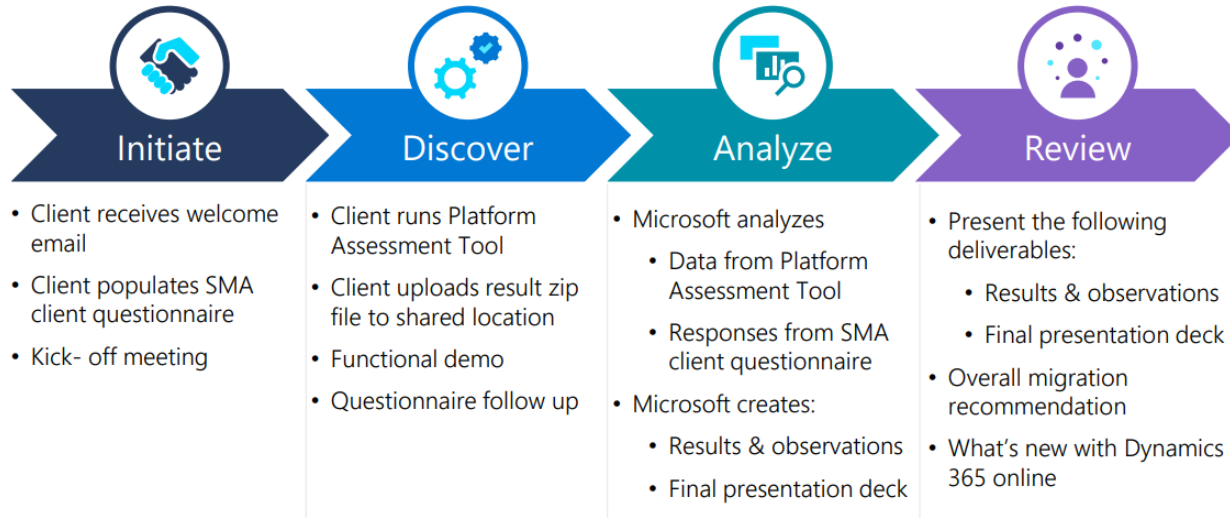 Initiate
• Client receives welcome
email
• Client populates SMA
client questionnaire
• Kick- off meeting
Discover
• Client runs Platform
Assessment Tool
• Client uploads result zip
file to shared location
• Functional demo
• Questionnaire follow up
Analyze
• Microsoft analyzes
• Data from Platform
Assessment Tool
• Responses from SMA
client questionnaire
• Microsoft creates:
• Results & observations
• Final presentation deck
Review
• Present the following
deliverables:
• Results & observations
• Final presentation deck
• Overall migration
recommendation
• What's new with Dynamics
365 online